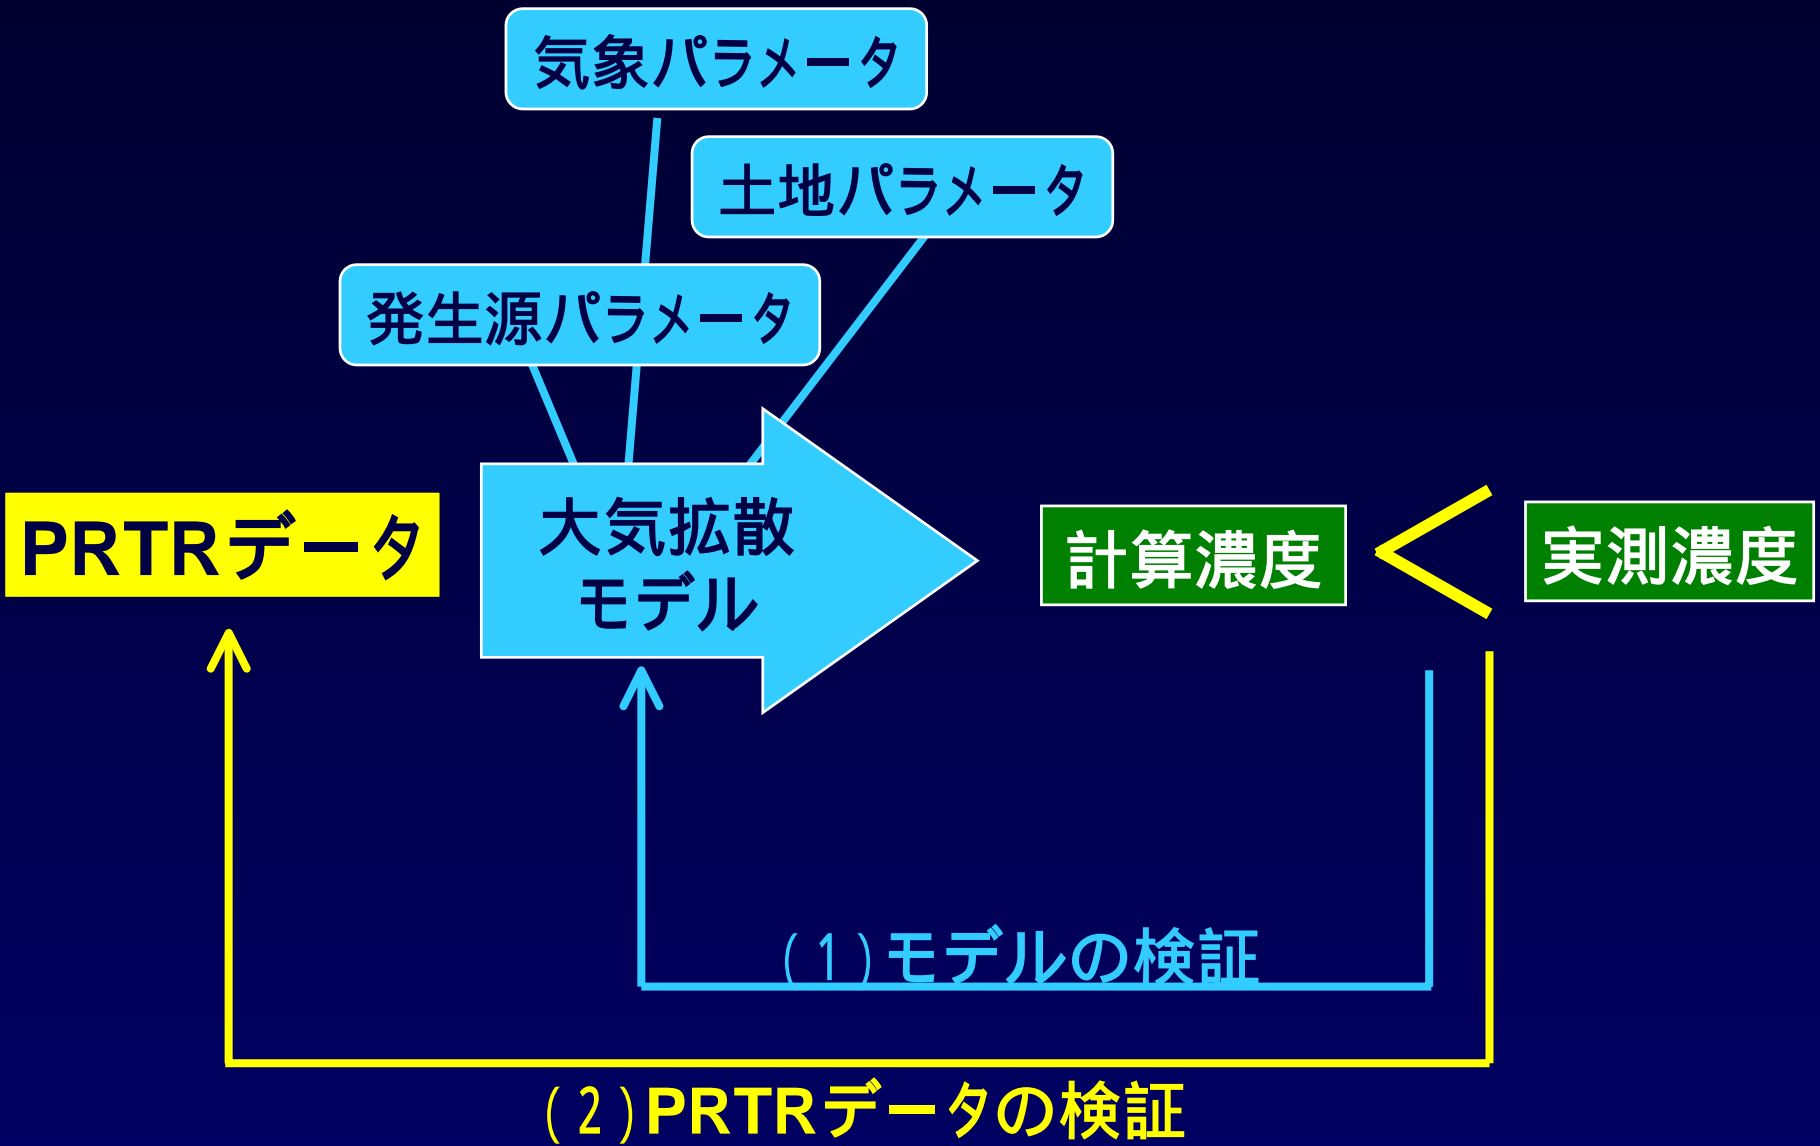 気象パラメータ
土地パラメータ
発生源パラメータ
PRTRデータ
大気拡散
モデル
計算濃度
実測濃度
(1)モデルの検証
(2)PRTRデータの検証